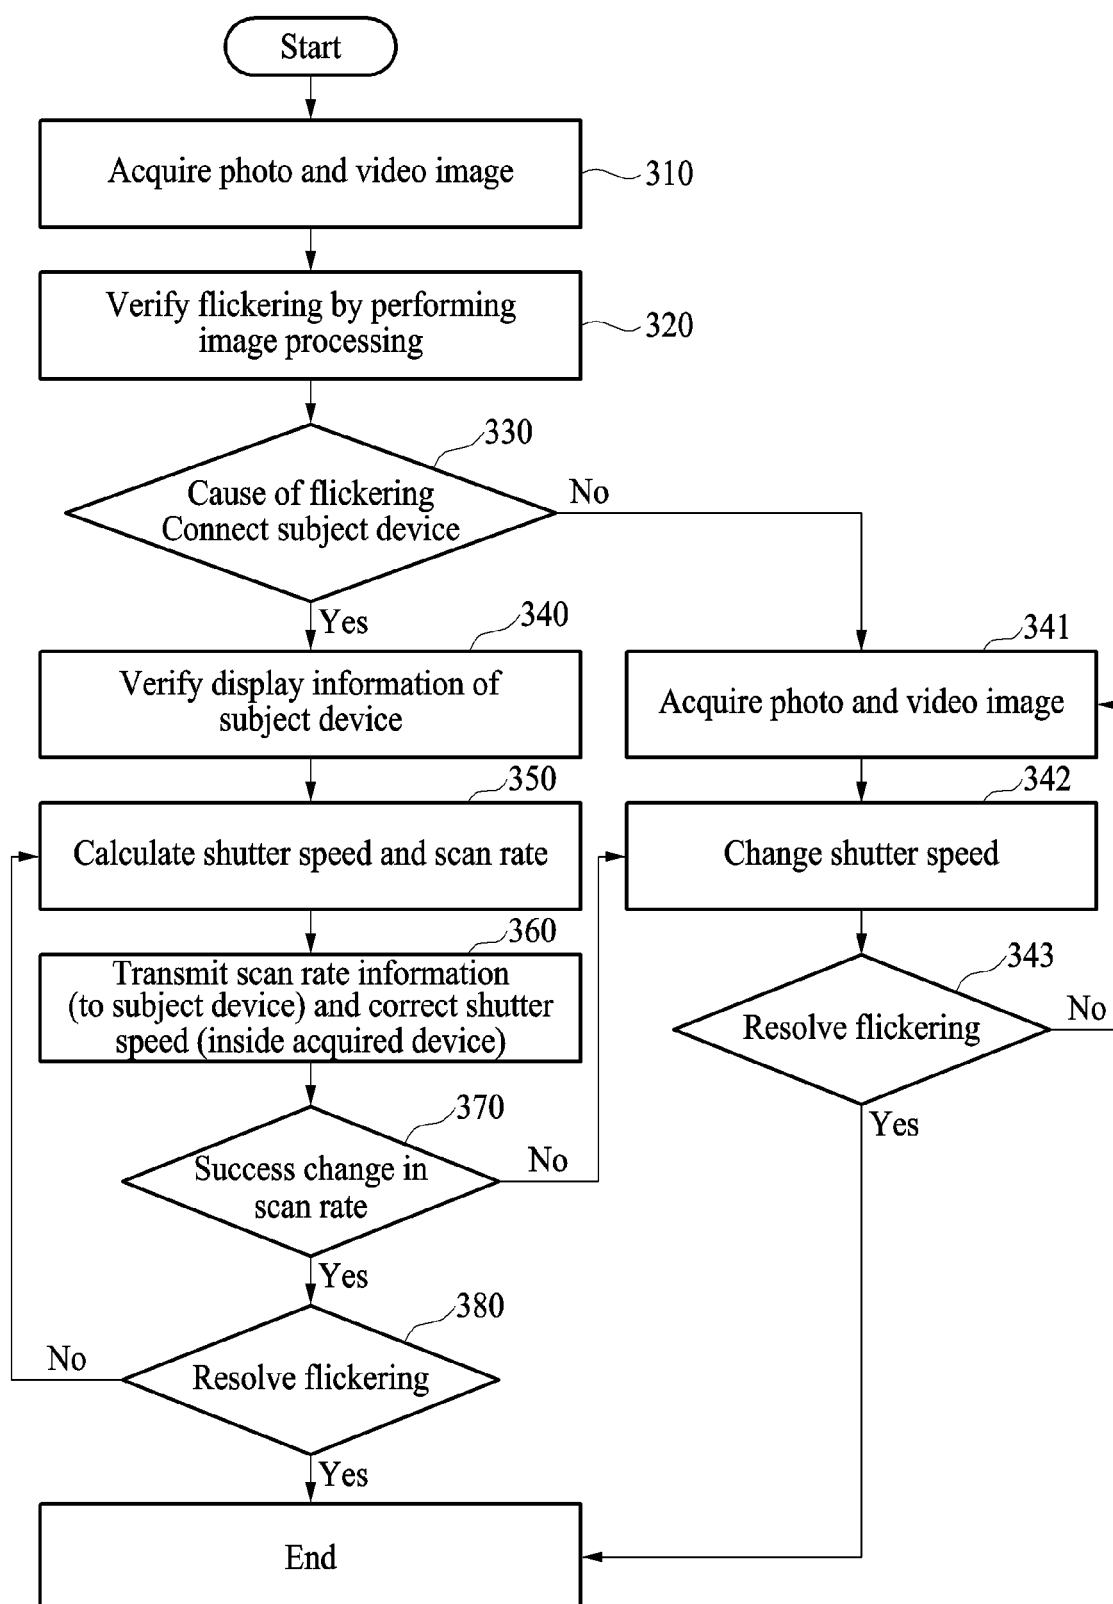 Start
Acquire photo and video image
310
Verify flickering by performing
image processing
320
330
Cause of flickering
Connect subject device
No
Yes
340
Verify display information of
subject device
341
Acquire photo and video image
350
Calculate shutter speed and scan rate
342
Change shutter speed
360
Transmit scan rate information
(to subject device) and correct shutter
speed (inside acquired device)
343
Resolve flickering
No
Yes
370
Success change in
scan rate
No
Yes
380
Resolve flickering
No
Yes
End